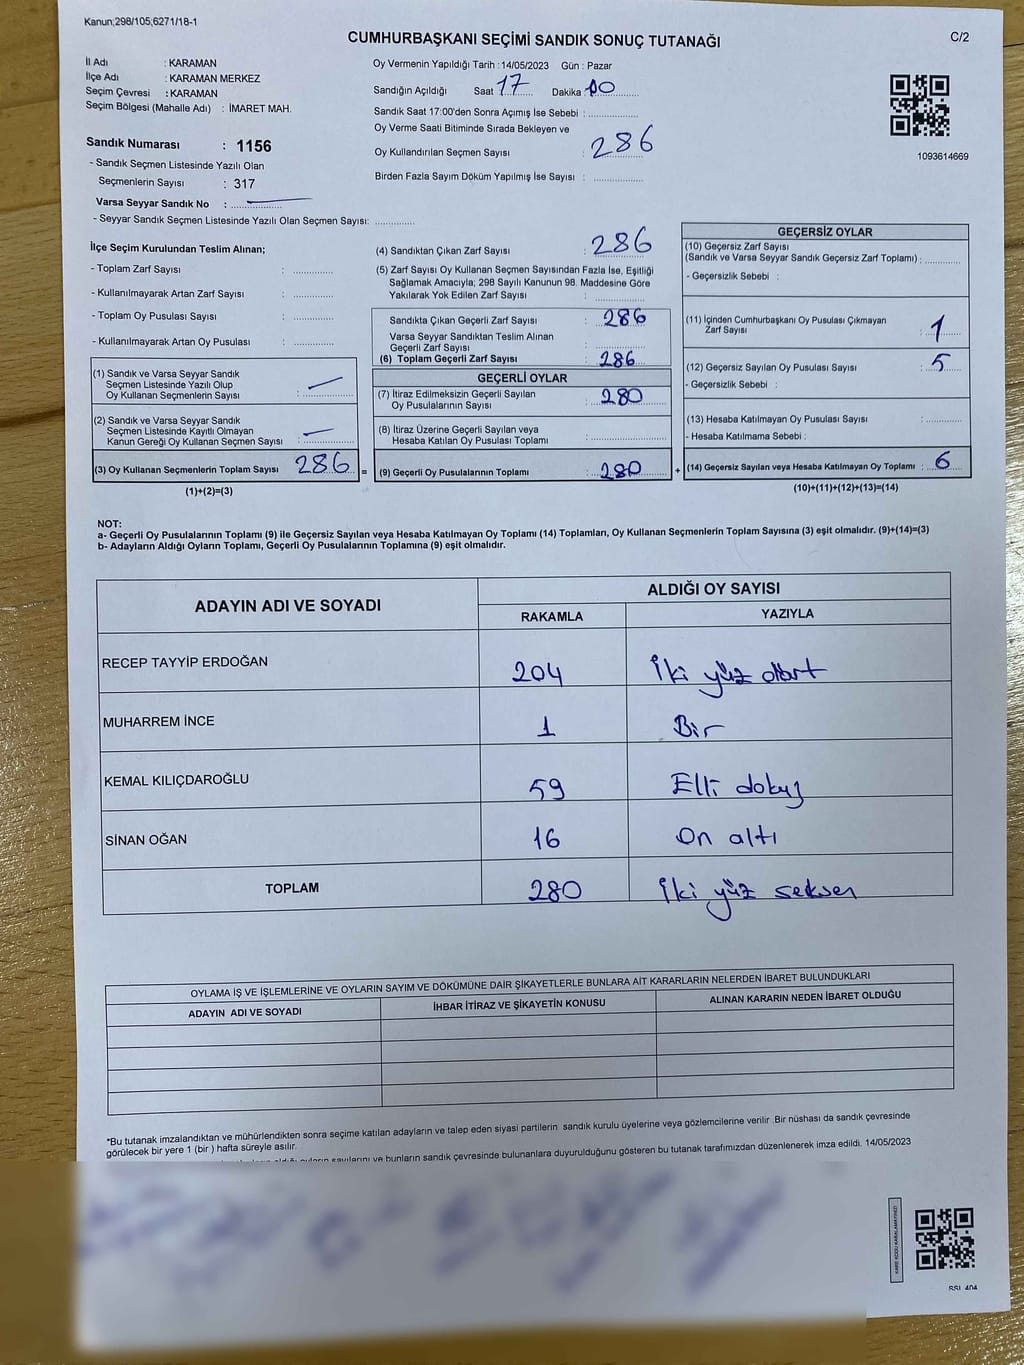 Kanun;298/105;6271/18-1
C/2
CUMHURBAŞKANI SEÇİMİ SANDIK SONUÇ TUTANAĞI
İl Adı : KARAMAN
İlçe Adı : KARAMAN MERKEZ
Seçim Çevresi : KARAMAN
Seçim Bölgesi (Mahalle Adı) : İMARET MAH.
Sandık Numarası : 1156
- Sandık Seçmen Listesinde Yazılı Olan
Seçmenlerin Sayısı : 317
Varsa Seyyar Sandık No :
- Seyyar Sandık Seçmen Listesinde Yazılı Olan Seçmen Sayısı:
Oy Vermenin Yapıldığı Tarih :14/05/2023 Gün : Pazar
Sandığın Açıldığı Saat 17 Dakika 00
Sandık Saat 17:00'den Sonra Açımış İse Sebebi :
Oy Verme Saati Bitiminde Sırada Bekleyen ve
Oy Kullandırılan Seçmen Sayısı : 286
Birden Fazla Sayım Döküm Yapılmış İse Sayısı :
1093614669
İlçe Seçim Kurulundan Teslim Alınan;
- Toplam Zarf Sayısı :
- Kullanılmayarak Artan Zarf Sayısı :
- Toplam Oy Pusulası Sayısı :
- Kullanılmayarak Artan Oy Pusulası :
(1) Sandık ve Varsa Seyyar Sandık
Seçmen Listesinde Yazılı Olup
Oy Kullanan Seçmenlerin Sayısı :
(2) Sandık ve Varsa Seyyar Sandık
Seçmen Listesinde Kayıtlı Olmayan
Kanun Gereği Oy Kullanan Seçmen Sayısı :
(3) Oy Kullanan Seçmenlerin Toplam Sayısı 286 =
(1)+(2)=(3)
(4) Sandıktan Çıkan Zarf Sayısı : 286
(5) Zarf Sayısı Oy Kullanan Seçmen Sayısından Fazla İse, Eşitliği
Sağlamak Amacıyla; 298 Sayılı Kanunun 98. Maddesine Göre
Yakılarak Yok Edilen Zarf Sayısı :
Sandıkta Çıkan Geçerli Zarf Sayısı : 286
Varsa Seyyar Sandıktan Teslim Alınan
Geçerli Zarf Sayısı :
(6) Toplam Geçerli Zarf Sayısı : 286
GEÇERLİ OYLAR
(7) İtiraz Edilmeksizin Geçerli Sayılan
Oy Pusulalarının Sayısı : 280
(8) İtiraz Üzerine Geçerli Sayılan veya
Hesaba Katılan Oy Pusulası Toplamı :
(9) Geçerli Oy Pusulalarının Toplamı : 280 +
GEÇERSİZ OYLAR
(10) Geçersiz Zarf Sayısı
(Sandık ve Varsa Seyyar Sandık Geçersiz Zarf Toplamı) :
- Geçersizlik Sebebi :
(11) İçinden Cumhurbaşkanı Oy Pusulası Çıkmayan
Zarf Sayısı : 1
(12) Geçersiz Sayılan Oy Pusulası Sayısı : 5
- Geçersizlik Sebebi :
(13) Hesaba Katılmayan Oy Pusulası Sayısı :
- Hesaba Katılmama Sebebi :
(14) Geçersiz Sayılan veya Hesaba Katılmayan Oy Toplamı : 6
(10)+(11)+(12)+(13)=(14)
NOT:
a- Geçerli Oy Pusulalarının Toplamı (9) ile Geçersiz Sayılan veya Hesaba Katılmayan Oy Toplamı (14) Toplamları, Oy Kullanan Seçmenlerin Toplam Sayısına (3) eşit olmalıdır. (9)+(14)=(3)
b- Adayların Aldığı Oyların Toplamı, Geçerli Oy Pusulalarının Toplamına (9) eşit olmalıdır.
ADAYIN ADI VE SOYADI ALDIĞI OY SAYISI
RAKAMLA YAZIYLA
RECEP TAYYİP ERDOĞAN 204 İki yüz dört
MUHARREM İNCE 1 Bir
KEMAL KILIÇDAROĞLU 59 Elli dokuz
SİNAN OĞAN 16 On altı
TOPLAM 280 İki yüz seksen
OYLAMA İŞ VE İŞLEMLERİNE VE OYLARIN SAYIM VE DÖKÜMÜNE DAİR ŞİKAYETLERLE BUNLARA AİT KARARLARIN NELERDEN İBARET BULUNDUKLARI
ADAYIN ADI VE SOYADI İHBAR İTİRAZ VE ŞİKAYETİN KONUSU ALINAN KARARIN NEDEN İBARET OLDUĞU
*Bu tutanak imzalandıktan ve mühürlendikten sonra seçime katılan adayların ve talep eden siyasi partilerin sandık kurulu üyelerine veya gözlemcilerine verilir .Bir nüshası da sandık çevresinde
görülecek bir yere 1 (bir ) hafta süreyle asılır.
oyların sayılarını ve bunların sandık çevresinde bulunanlara duyurulduğunu gösteren bu tutanak tarafımızdan düzenlenerek imza edildi. 14/05/2023